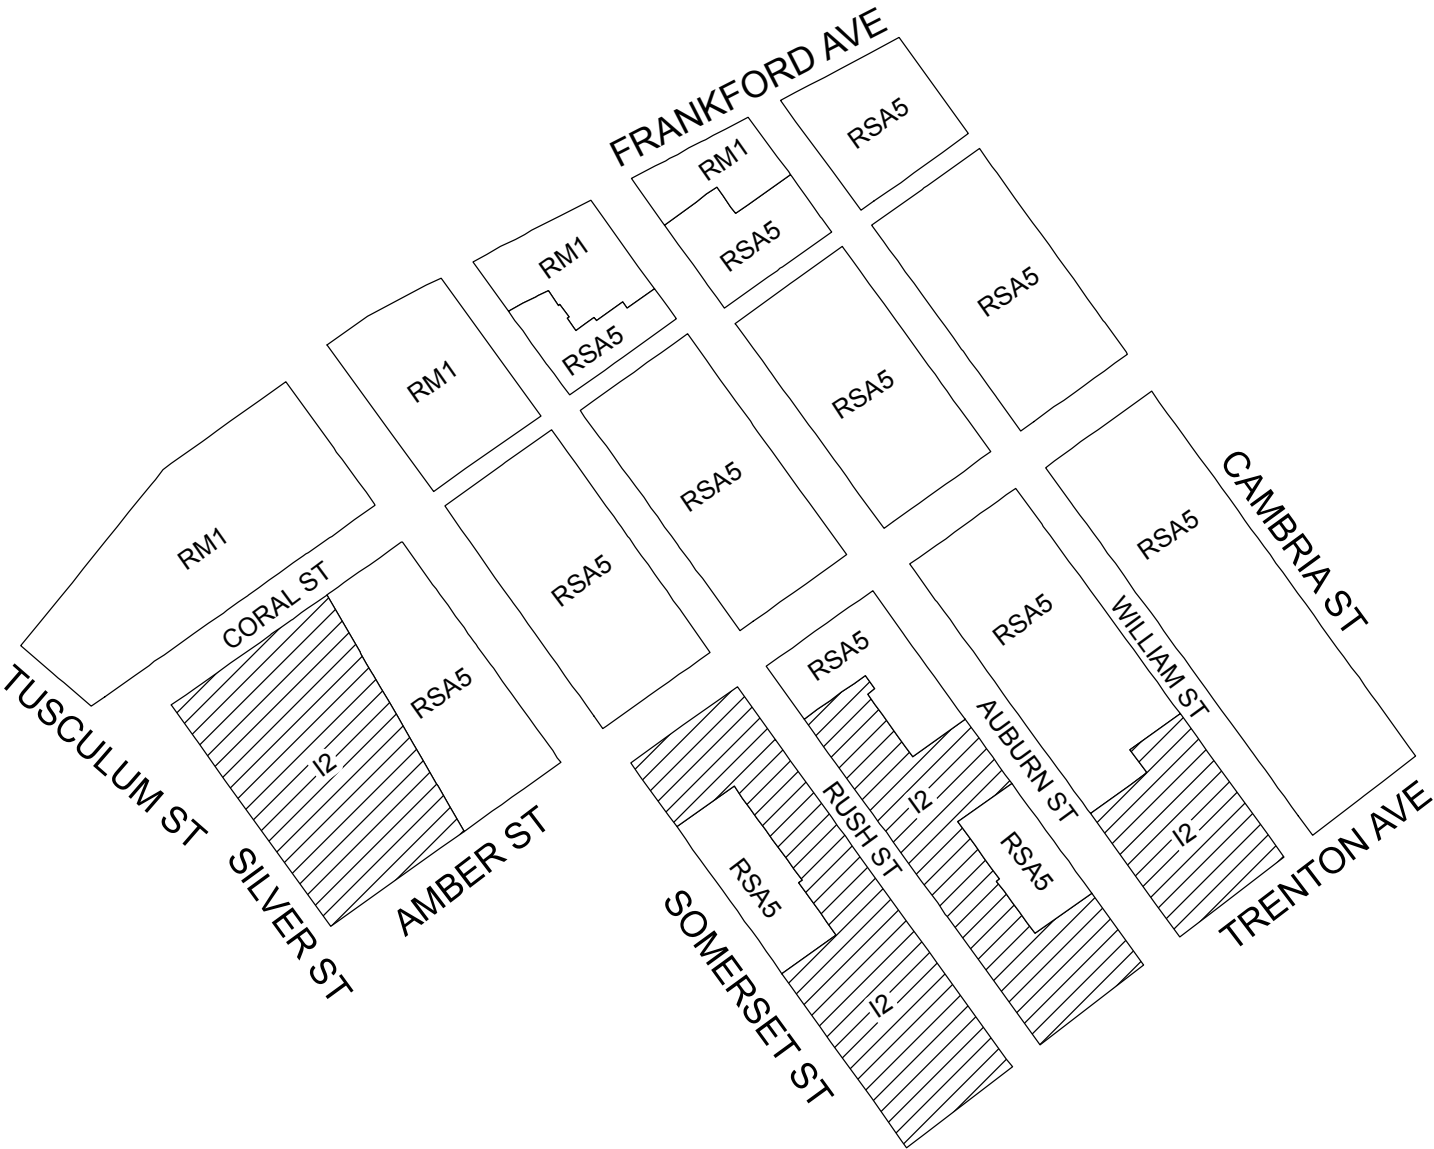 FRANKFORD AVE
RSA5
RM1
RSA5
RM1
RSA5
RSA5
RM1
RSA5
RSA5
RM1
RSA5
CORAL ST
RSA5
CAMBRIA ST
RSA5
RSA5
WILLIAM ST
RSA5
I2
TUSCULUM ST
SILVER ST
AMBER ST
RSA5
AUBURN ST
I2
RUSH ST
RSA5
RSA5
I2
TRENTON AVE
SOMERSET ST
I2